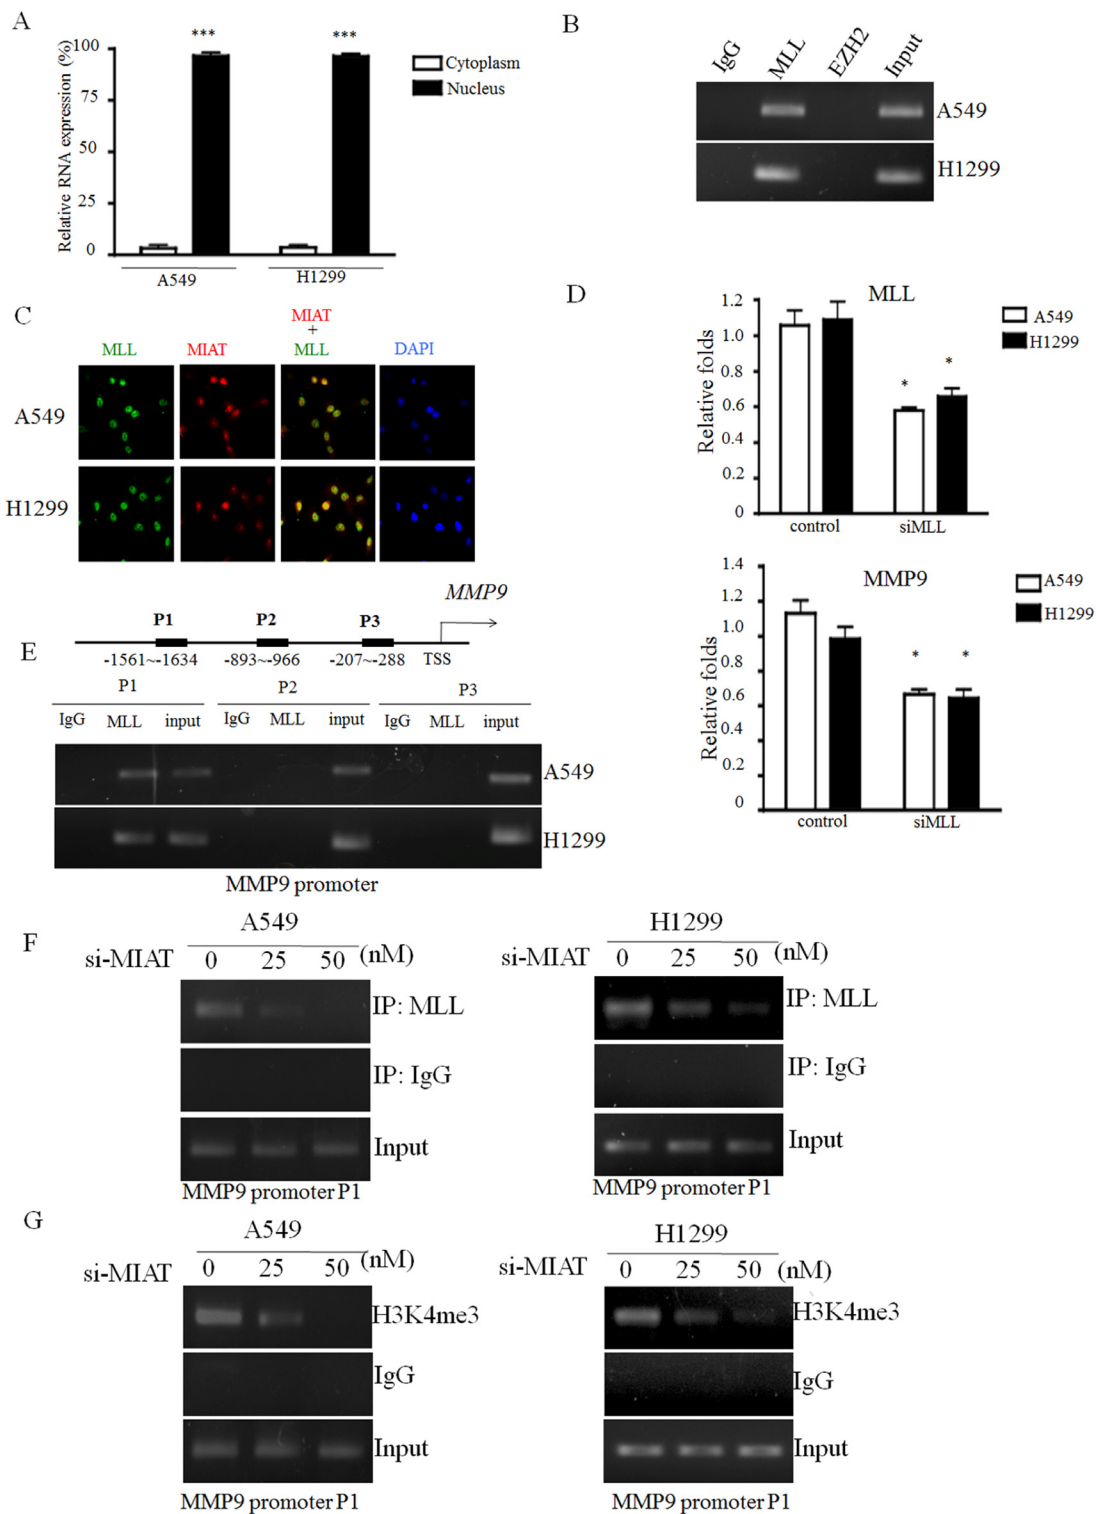 A
***
***
Relative RNA expression (%)
100
75
50
25
0
A549
H1299
Cytoplasm
Nucleus
B
IgG
MLL
EZH2
Input
A549
H1299
C
MLL
MIAT
MIAT
+
MLL
DAPI
A549
H1299
D
MLL
Relative folds
1.2
1.0
0.8
0.6
0.4
0.2
0
*
*
control
siMLL
A549
H1299
MMP9
Relative folds
1.4
1.2
1.0
0.8
0.6
0.4
0.2
0
*
*
control
siMLL
A549
H1299
E
MMP9
P1 P2 P3
-1561~-1634 -893~-966 -207~-288 TSS
P1 P2 P3
IgG MLL input IgG MLL input IgG MLL input
A549
H1299
MMP9 promoter
F
A549
si-MIAT 0 25 50 (nM)
IP: MLL
IP: IgG
Input
MMP9 promoter P1
H1299
si-MIAT 0 25 50 (nM)
IP: MLL
IP: IgG
Input
MMP9 promoter P1
G
A549
si-MIAT 0 25 50 (nM)
H3K4me3
IgG
Input
MMP9 promoter P1
H1299
si-MIAT 0 25 50 (nM)
H3K4me3
IgG
Input
MMP9 promoter P1